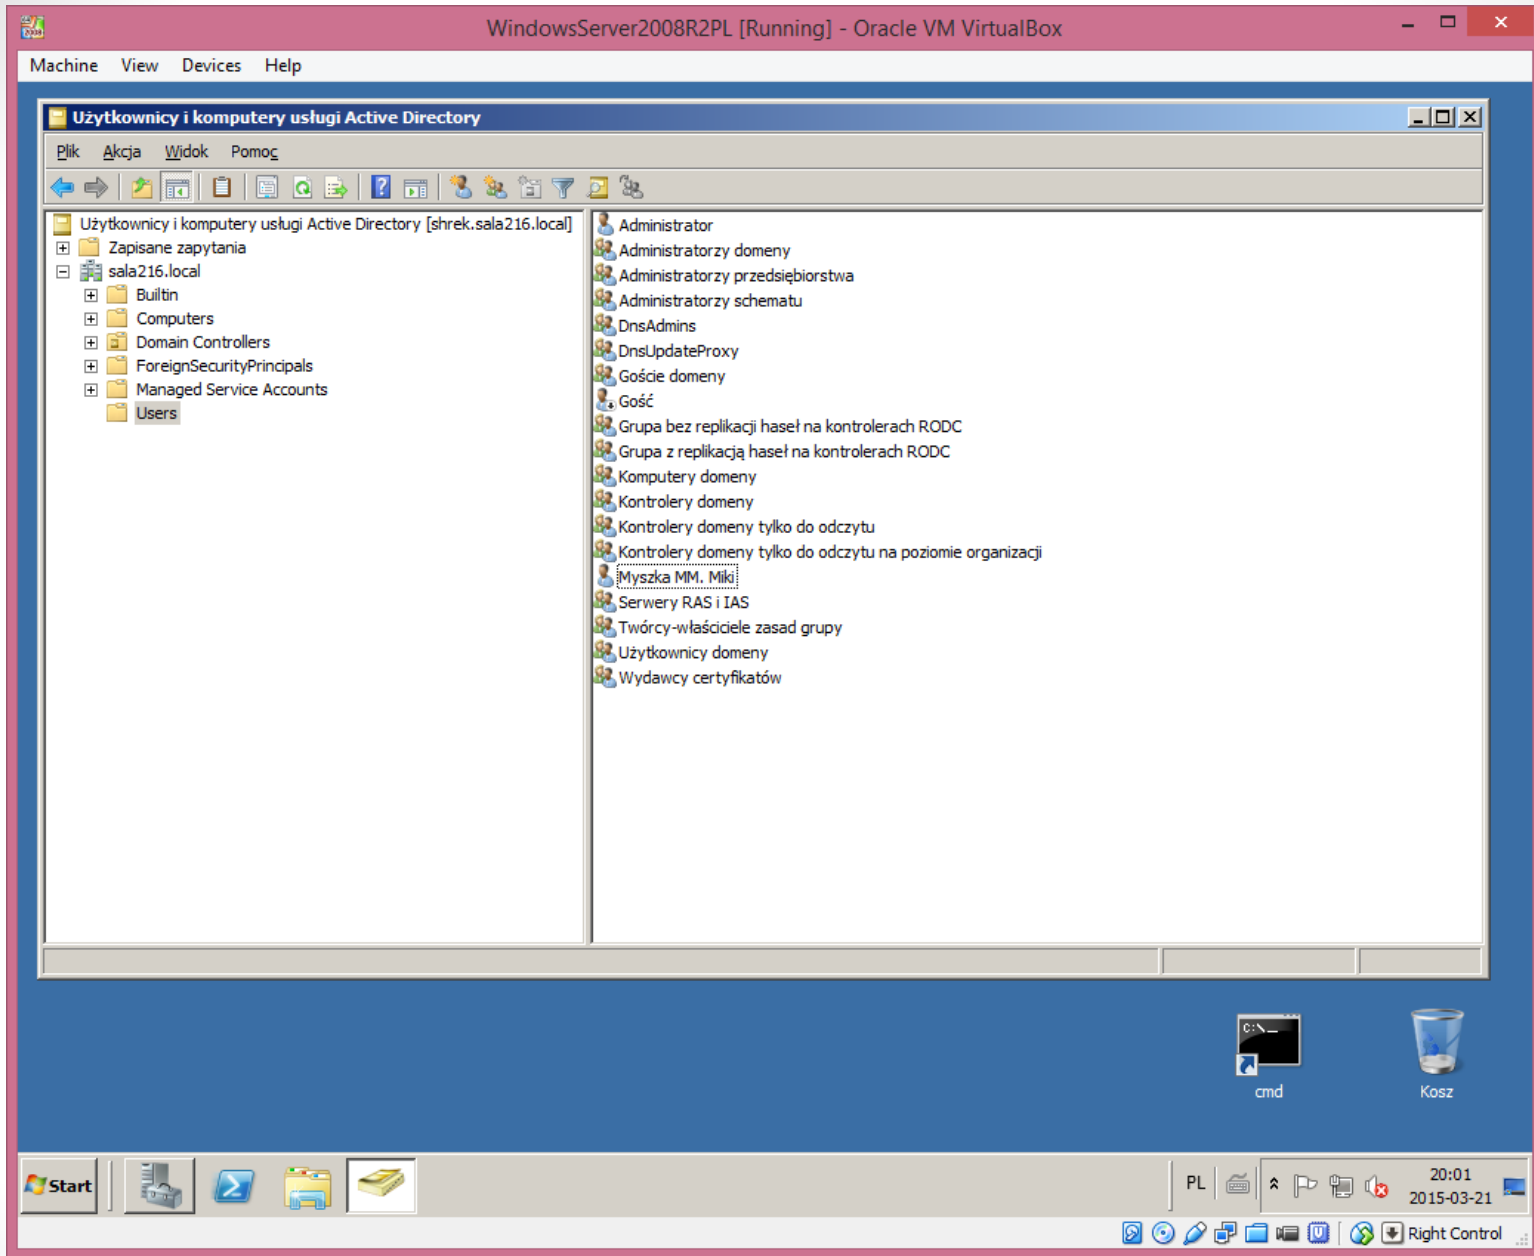 WindowsServer2008R2PL [Running] - Oracle VM VirtualBox
Machine View Devices Help
Użytkownicy i komputery usługi Active Directory
Plik Akcja Widok Pomoc
Użytkownicy i komputery usługi Active Directory [shrek.sala216.local]
Zapisane zapytania
sala216.local
Builtin
Computers
Domain Controllers
ForeignSecurityPrincipals
Managed Service Accounts
Users
Administrator
Administratorzy domeny
Administratorzy przedsiębiorstwa
Administratorzy schematu
DnsAdmins
DnsUpdateProxy
Goście domeny
Gość
Grupa bez replikacji haseł na kontrolerach RODC
Grupa z replikacją haseł na kontrolerach RODC
Komputery domeny
Kontrolery domeny
Kontrolery domeny tylko do odczytu
Kontrolery domeny tylko do odczytu na poziomie organizacji
Myszka MM. Miki
Serwery RAS i IAS
Twórcy-właściciele zasad grupy
Użytkownicy domeny
Wydawcy certyfikatów
C:\_
cmd
Kosz
Start
PL
20:01
2015-03-21
Right Control